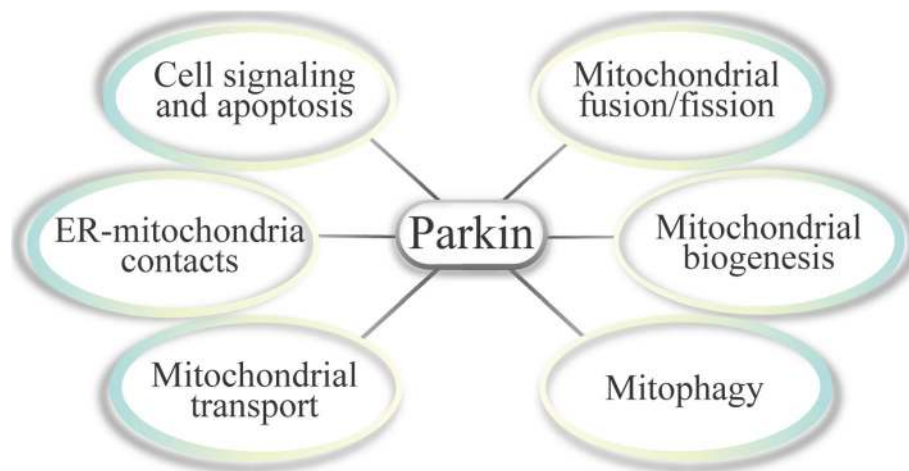 Cell signaling
and apoptosis
Mitochondrial
fusion/fission
ER-mitochondria
contacts
Parkin
Mitochondrial
biogenesis
Mitochondrial
transport
Mitophagy